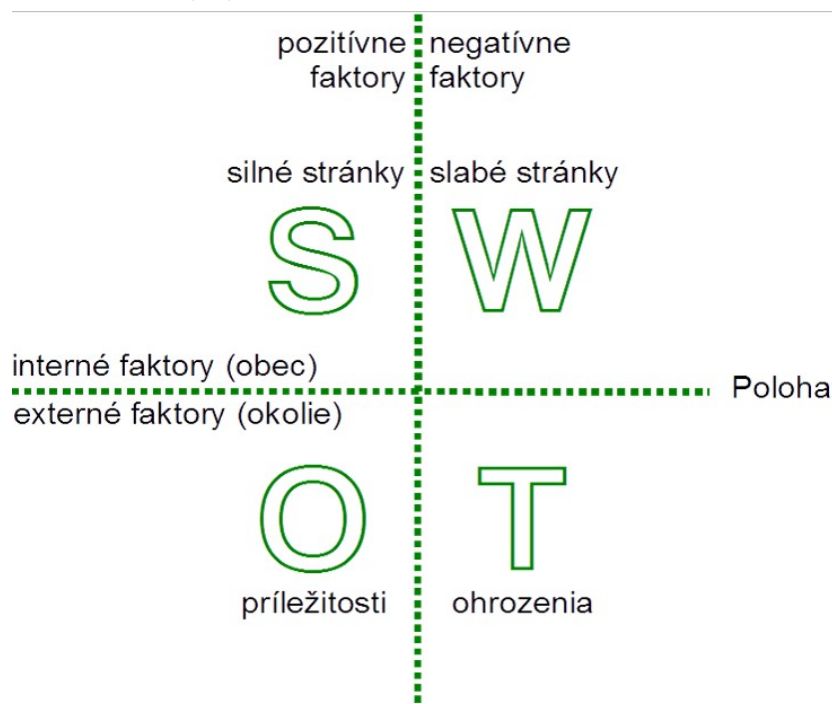 pozitívne negatívne
faktory faktory
silné stránky slabé stránky
S W
interné faktory (obec)
Poloha
externé faktory (okolie)
O T
príležitosti ohrozenia